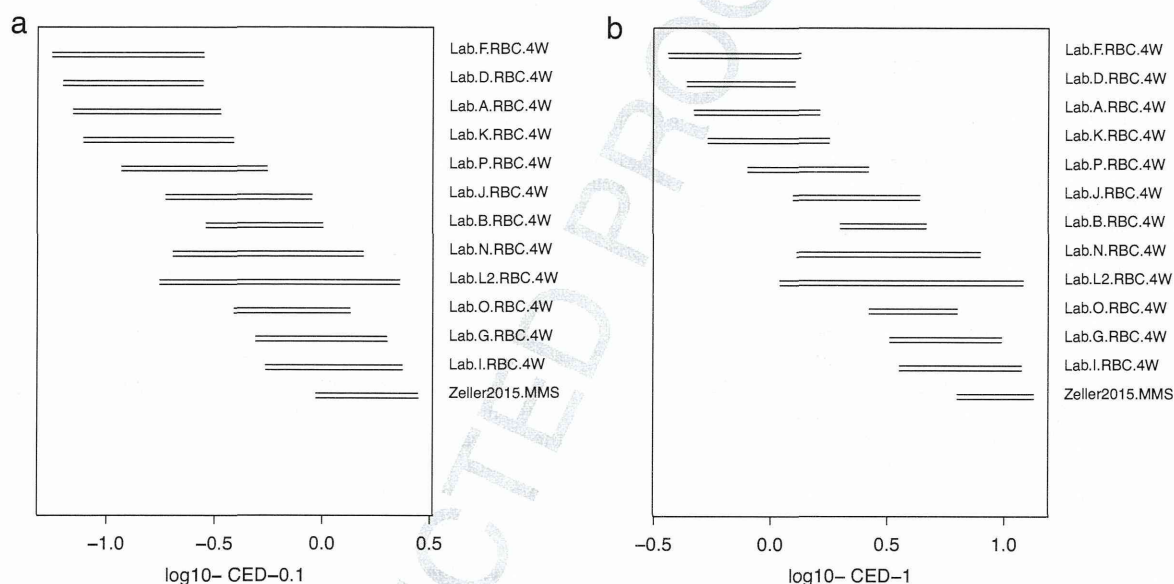 a
Lab.F.RBC.4W
Lab.D.RBC.4W
Lab.A.RBC.4W
Lab.K.RBC.4W
Lab.P.RBC.4W
Lab.J.RBC.4W
Lab.B.RBC.4W
Lab.N.RBC.4W
Lab.L2.RBC.4W
Lab.O.RBC.4W
Lab.G.RBC.4W
Lab.I.RBC.4W
Zeller2015.MMS
−1.0 −0.5 0.0 0.5
log10− CED−0.1
b
Lab.F.RBC.4W
Lab.D.RBC.4W
Lab.A.RBC.4W
Lab.K.RBC.4W
Lab.P.RBC.4W
Lab.J.RBC.4W
Lab.B.RBC.4W
Lab.N.RBC.4W
Lab.L2.RBC.4W
Lab.O.RBC.4W
Lab.G.RBC.4W
Lab.I.RBC.4W
Zeller2015.MMS
−0.5 0.0 0.5 1.0
log10− CED−1
CTED PROO